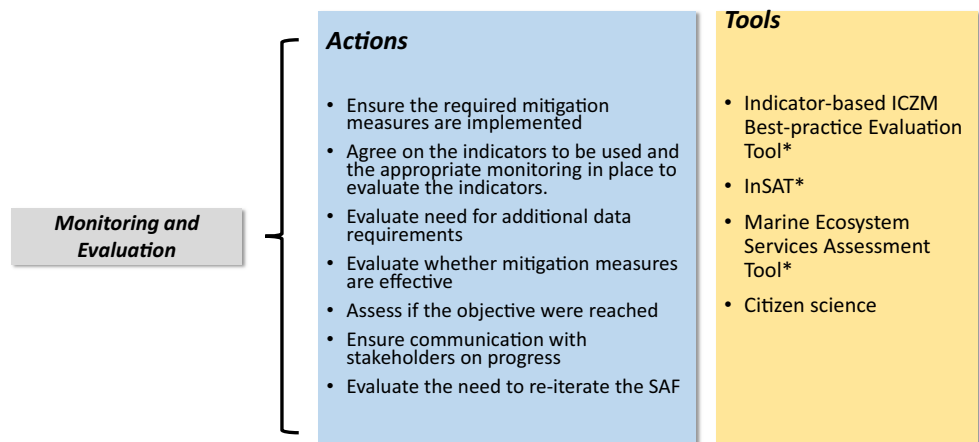 Monitoring and
Evaluation
Actions
• Ensure the required mitigation
measures are implemented
• Agree on the indicators to be used and
the appropriate monitoring in place to
evaluate the indicators.
• Evaluate need for additional data
requirements
• Evaluate whether mitigation measures
are effective
• Assess if the objective were reached
• Ensure communication with
stakeholders on progress
• Evaluate the need to re-iterate the SAF
Tools
• Indicator-based ICZM
Best-practice Evaluation
Tool*
• InSAT*
• Marine Ecosystem
Services Assessment
Tool*
• Citizen science